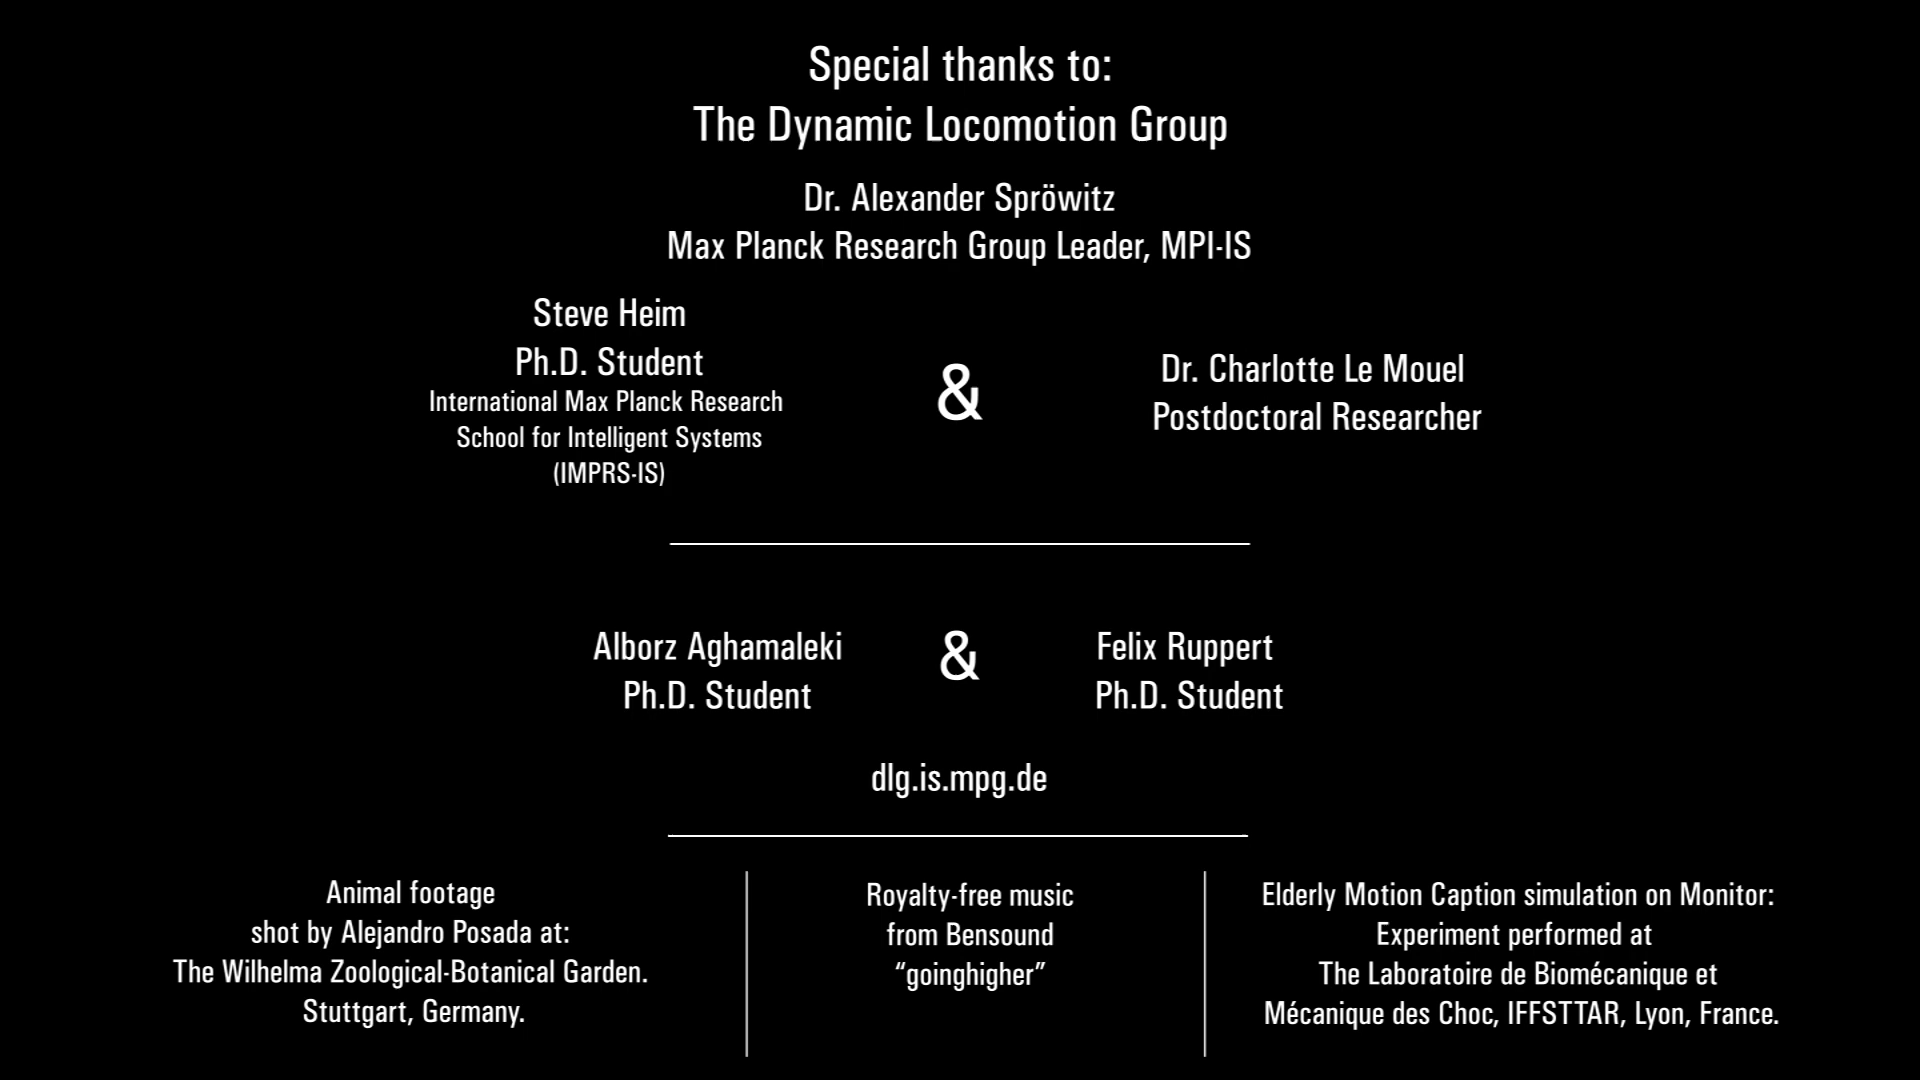 Special thanks to:
The Dynamic Locomotion Group
Dr. Alexander Spröwitz
Max Planck Research Group Leader, MPI-IS
Steve Heim
Ph.D. Student
International Max Planck Research
School for Intelligent Systems
(IMPRS-IS)
&
Dr. Charlotte Le Mouel
Postdoctoral Researcher
Alborz Aghamaleki
Ph.D. Student
&
Felix Ruppert
Ph.D. Student
dlg.is.mpg.de
Animal footage
shot by Alejandro Posada at:
The Wilhelma Zoological-Botanical Garden.
Stuttgart, Germany.
Royalty-free music
from Bensound
“goinghigher”
Elderly Motion Caption simulation on Monitor:
Experiment performed at
The Laboratoire de Biomécanique et
Mécanique des Choc, IFFSTTAR, Lyon, France.